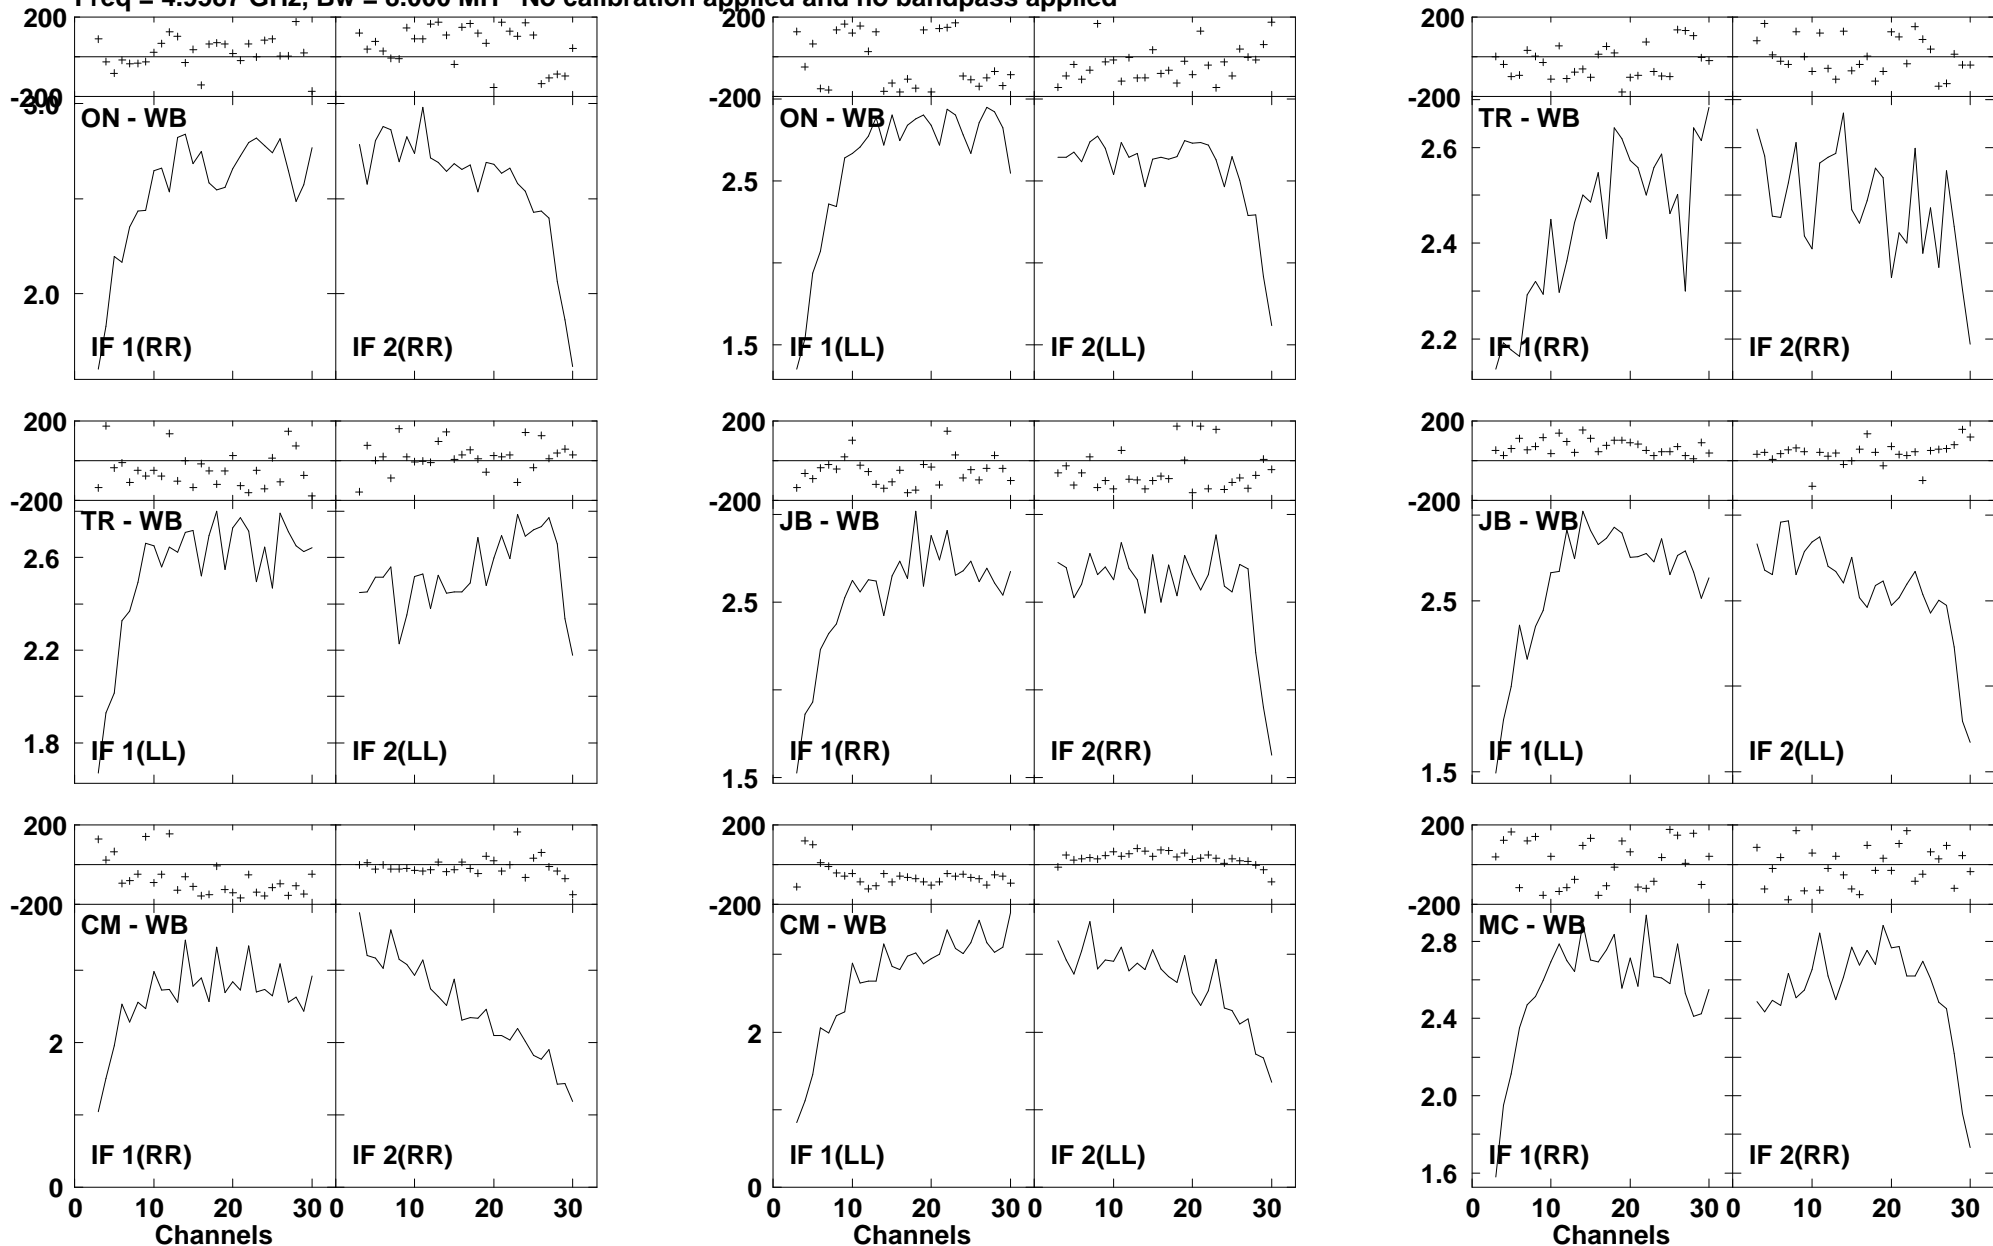 No calibration applied and no bandpass applied
200 200 200
-200 -200 -200
3.0
ON - WB ON - WB TR - WB
2.6
2.5
2.4
2.0
2.2
1.5
IF 1(RR) IF 2(RR) IF 1(LL) IF 2(LL) IF 1(RR) IF 2(RR)
200 200 200
-200 -200 -200
TR - WB JB - WB JB - WB
2.6 2.5 2.5
2.2
1.8 1.5 1.5
IF 1(LL) IF 2(LL) IF 1(RR) IF 2(RR) IF 1(LL) IF 2(LL)
200 200 200
-200 -200 -200
CM - WB CM - WB MC - WB
2.8
2.4
2 2
2.0
IF 1(RR) IF 2(RR) IF 1(LL) IF 2(LL) IF 1(RR) IF 2(RR)
1.6
0 0
0 10 20 30 0 10 20 30 0 10 20 30 0 10 20 30 0 10 20 30 0 10 20 30
Channels Channels Channels